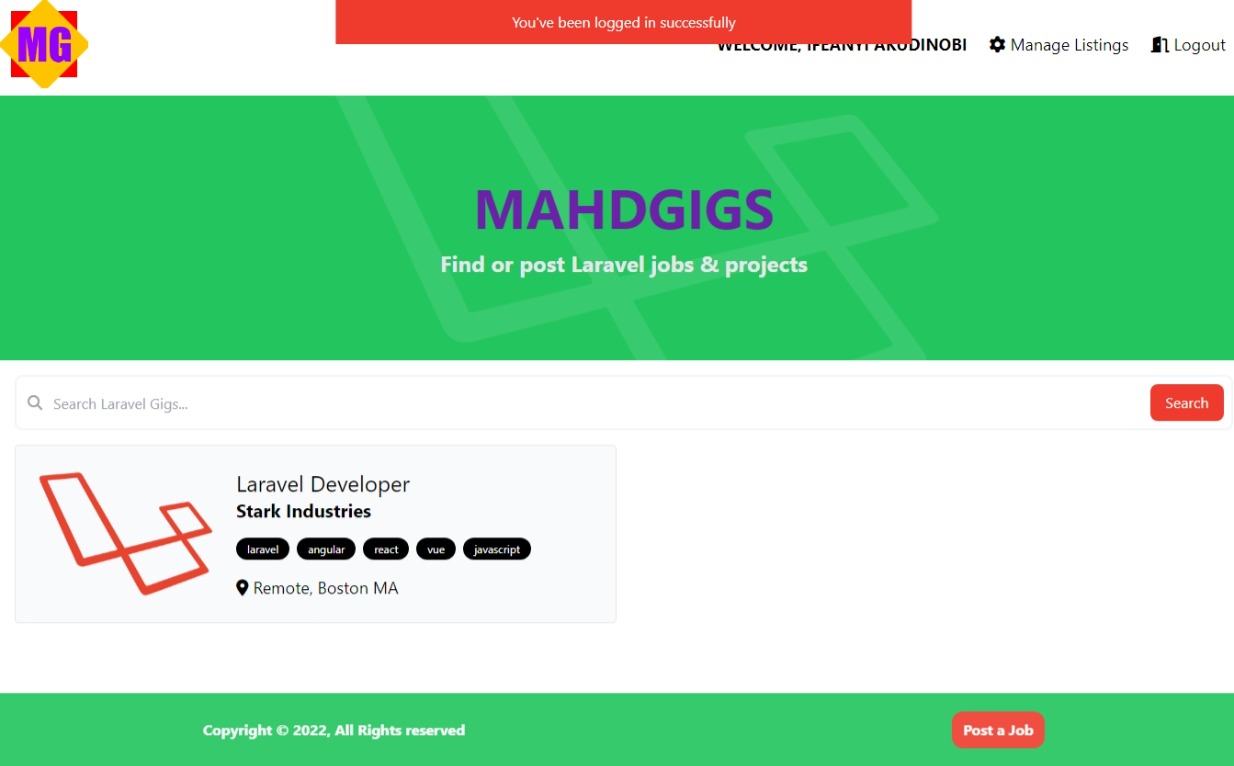 MG
You've been logged in successfully
WELCOME, IFEANYI AKUDINOBI
Manage Listings
Logout
MAHDGIGS
Find or post Laravel jobs & projects
Search Laravel Gigs...
Search
Laravel Developer
Stark Industries
laravel angular react vue javascript
Remote, Boston MA
Copyright © 2022, All Rights reserved
Post a Job